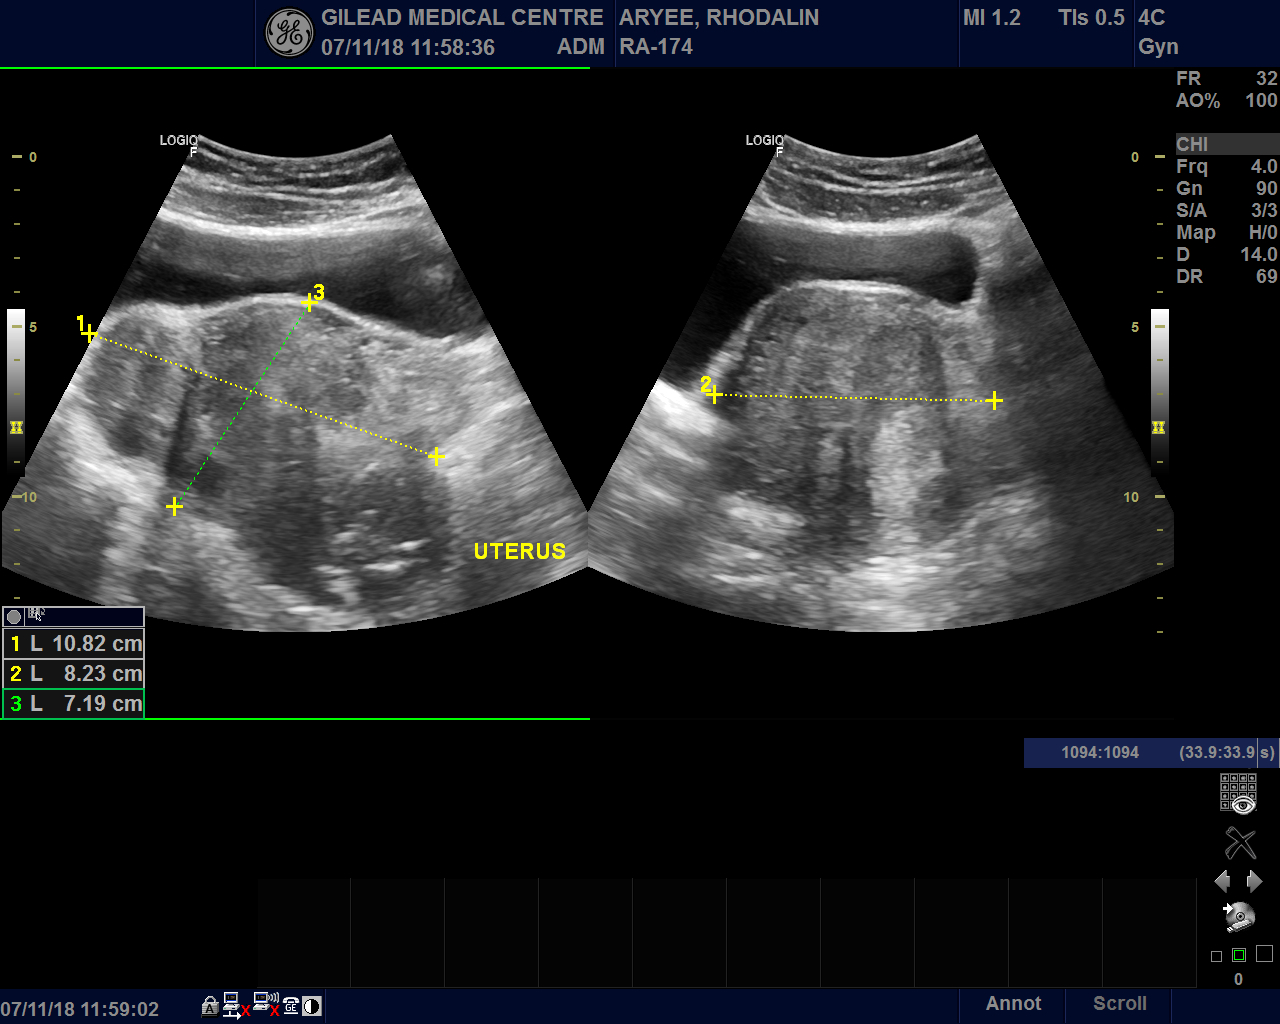 GILEAD MEDICAL CENTRE
07/11/18 11:58:36 ADM
ARYEE, RHODALIN
RA-174
MI 1.2 TIs 0.5
4C
Gyn
FR 32
AO% 100
CHI
Frq 4.0
Gn 90
S/A 3/3
Map H/0
D 14.0
DR 69
LOGIQ
F
0
5
10
1
3
UTERUS
LOGIQ
F
0
5
10
2
1 L 10.82 cm
2 L 8.23 cm
3 L 7.19 cm
1094:1094 (33.9:33.9 s)
0
07/11/18 11:59:02
A
GE
Annot
Scroll